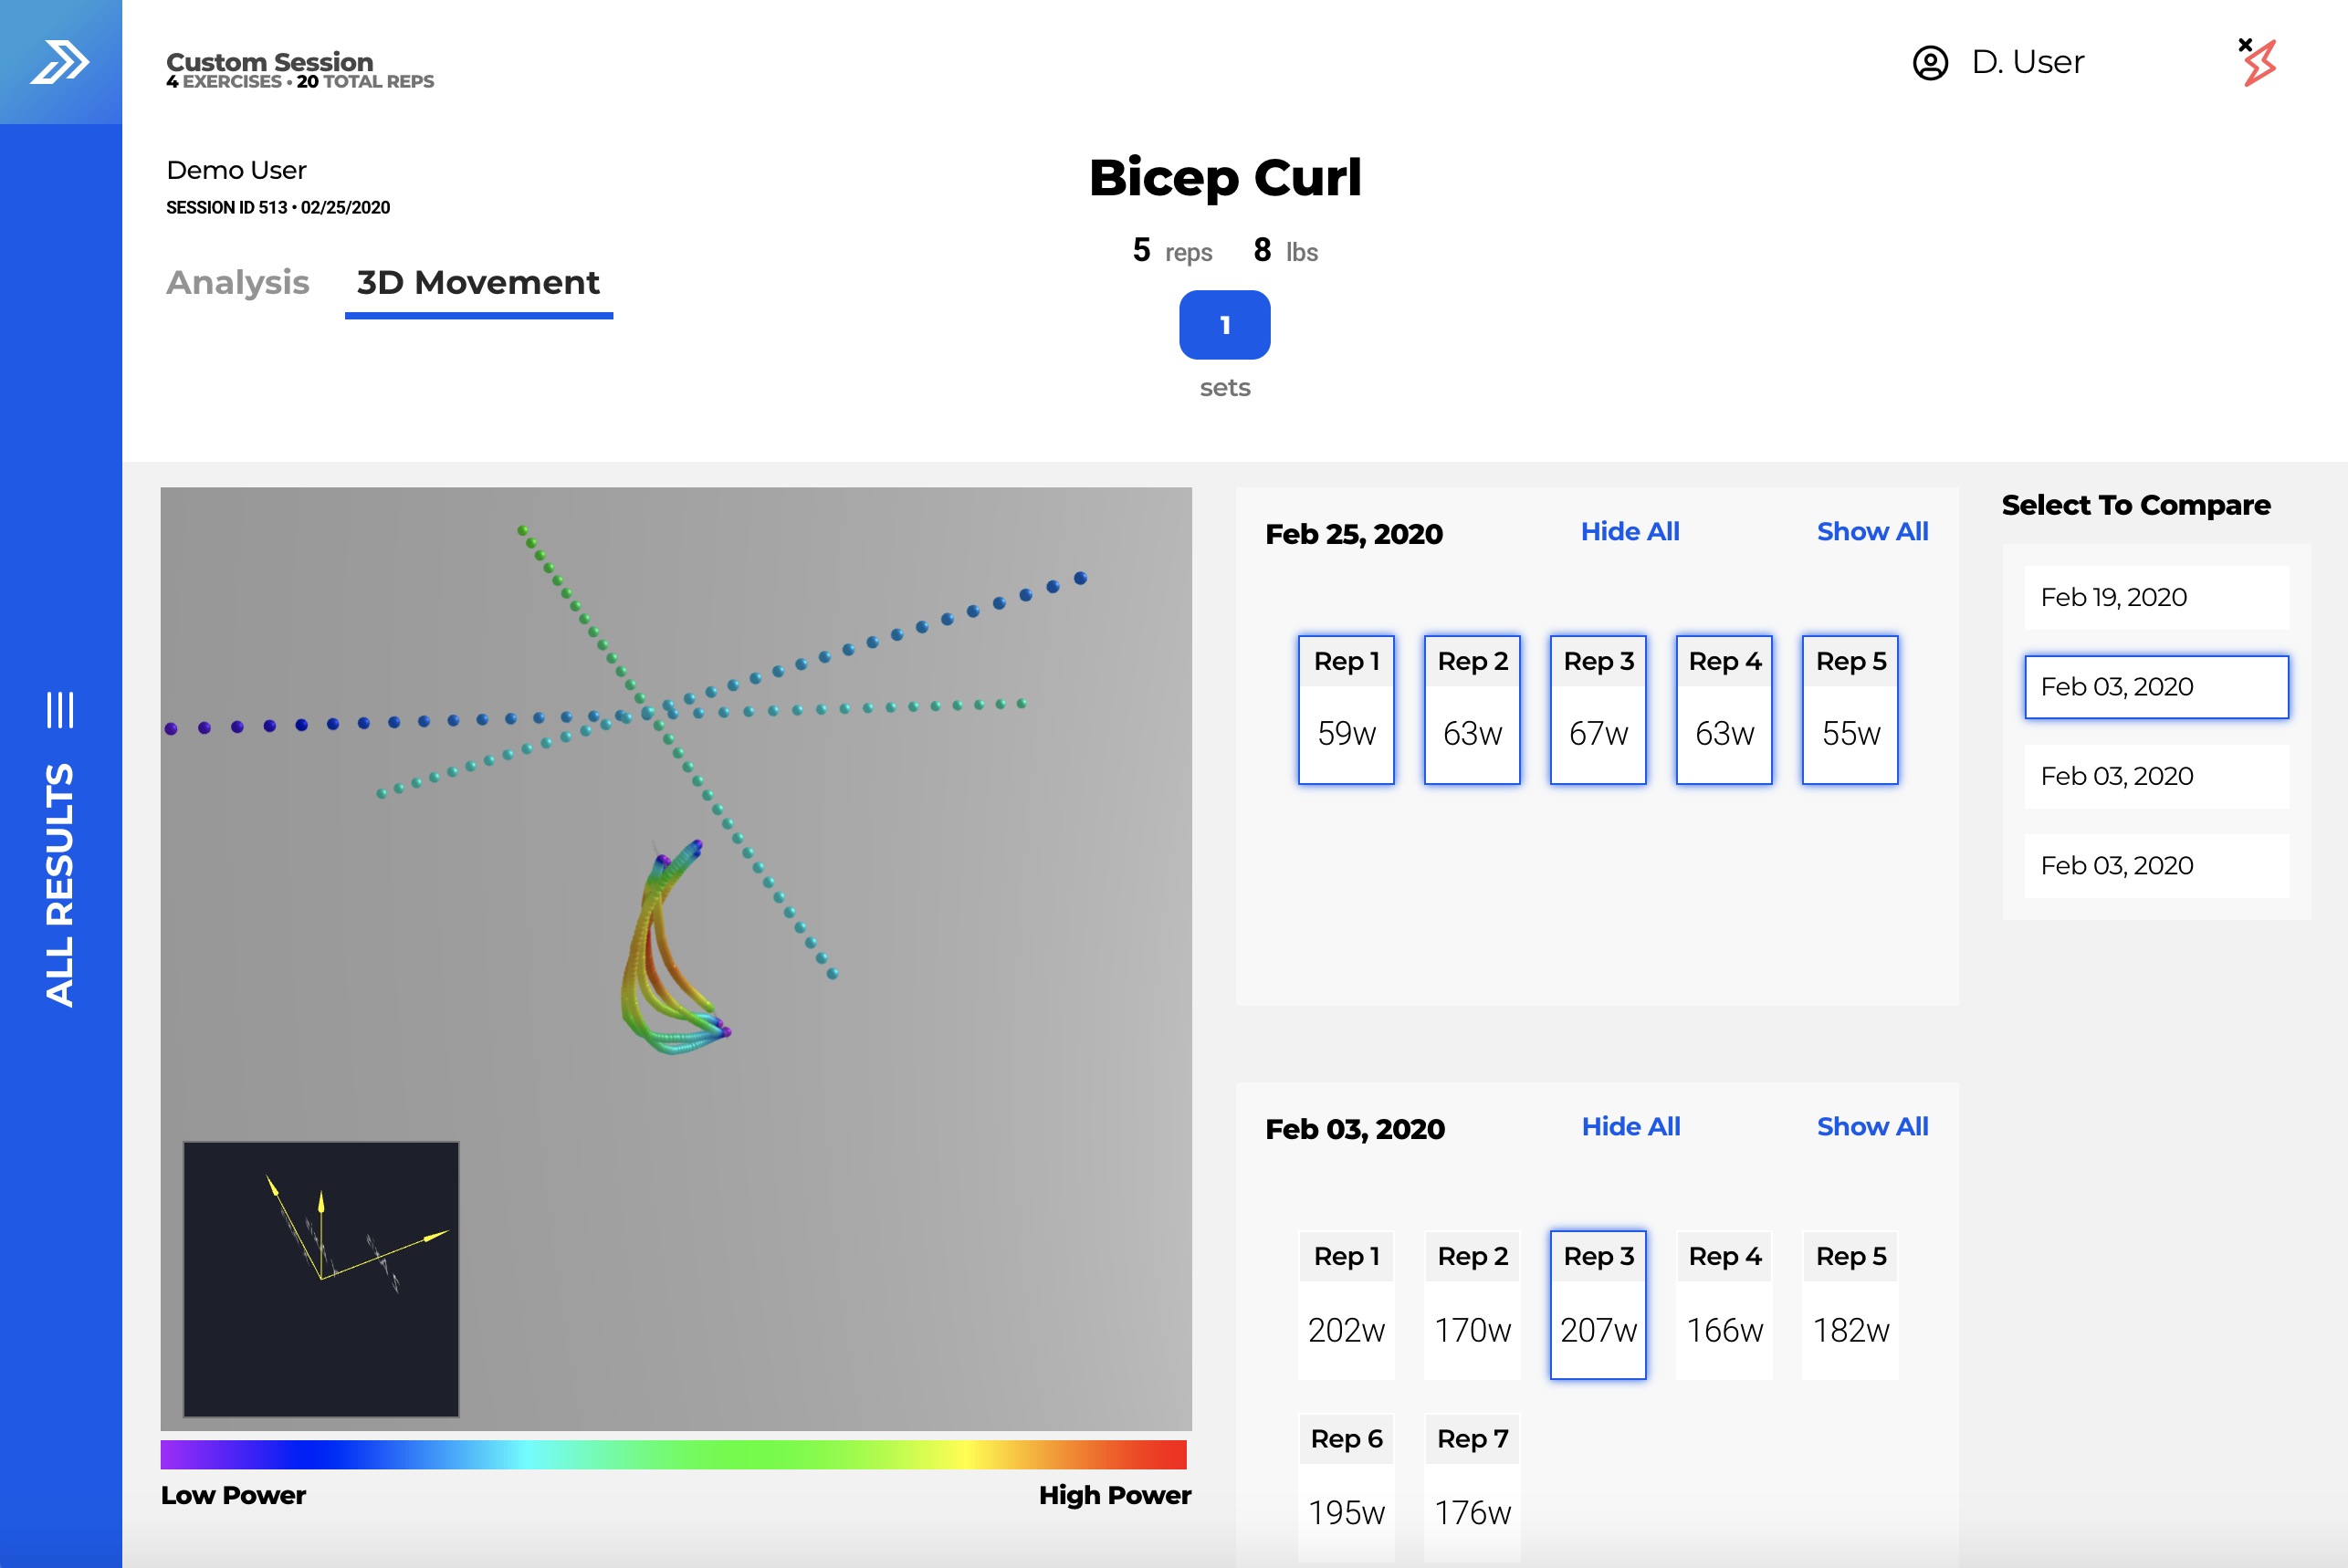 Custom Session
4 EXERCISES • 20 TOTAL REPS
D. User
Demo User
SESSION ID 513 • 02/25/2020
Bicep Curl
5 reps 8 lbs
1
sets
Analysis 3D Movement
ALL RESULTS
Low Power High Power
Feb 25, 2020 Hide All Show All
Rep 1 Rep 2 Rep 3 Rep 4 Rep 5
59w 63w 67w 63w 55w
Feb 03, 2020 Hide All Show All
Rep 1 Rep 2 Rep 3 Rep 4 Rep 5
202w 170w 207w 166w 182w
Rep 6 Rep 7
195w 176w
Select To Compare
Feb 19, 2020
Feb 03, 2020
Feb 03, 2020
Feb 03, 2020